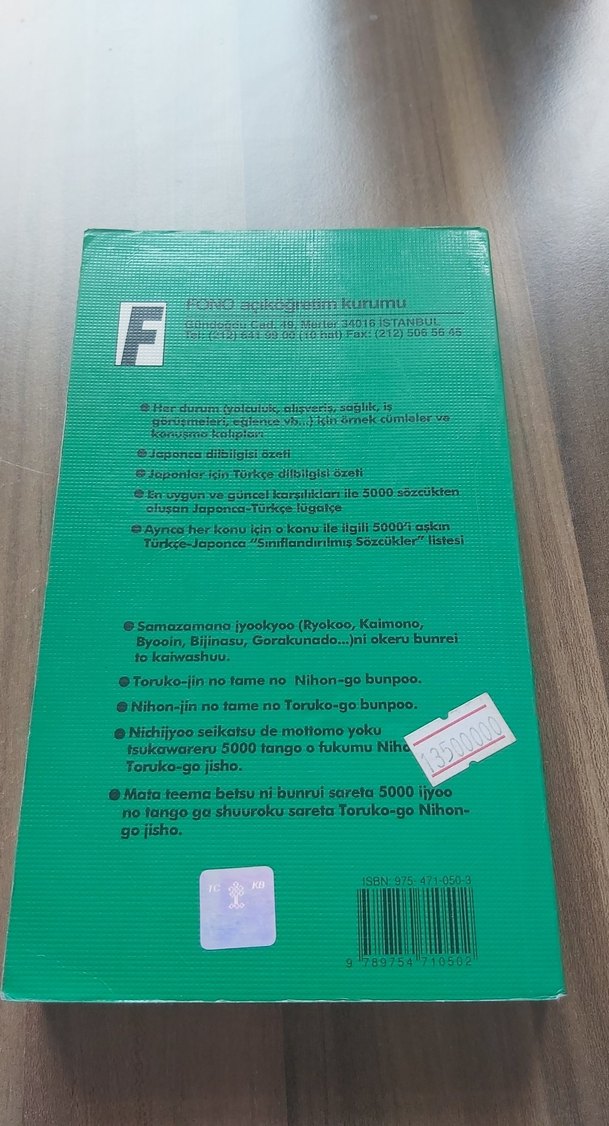 F
FONO açıköğretim kurumu
Gündoğdu Cad. 49, Merter 34016 İSTANBUL
Tel: (212) 641 99 00 (10 hat) Fax: (212) 506 56 45
Her durum (yolculuk, alışveriş, sağlık, iş
görüşmeleri, eğlence vb...) için örnek cümleler ve
konuşma kalıpları
Japonca dilbilgisi özeti
Japonlar için Türkçe dilbilgisi özeti
En uygun ve güncel karşılıkları ile 5000 sözcükten
oluşan Japonca-Türkçe lügatçe
Ayrıca her konu için o konu ile ilgili 5000'i aşkın
Türkçe-Japonca "Sınıflandırılmış Sözcükler" listesi
Samazamana jyookyoo (Ryokoo, Kaimono,
Byooin, Bijinasu, Gorakunado...)ni okeru bunrei
to kaiwashuu.
Toruko-jin no tame no Nihon-go bunpoo.
Nihon-jin no tame no Toruko-go bunpoo.
Nichijyoo seikatsu de mottomo yoku
tsukawareru 5000 tango o fukumu
Toruko-go jisho.
13500000
Mata teema betsu ni bunrui sareta 5000 ijyoo
no tango ga shuuroku sareta Toruko-go Nihon-
go jisho.
TC KB
ISBN: 975-471-050-3
9 789754 710502